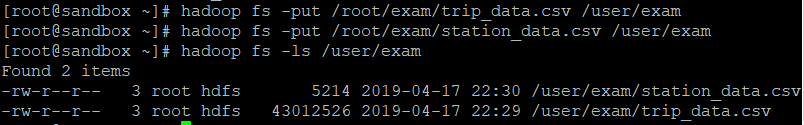 [root@sandbox ~]# hadoop fs -put /root/exam/trip_data.csv /user/exam
[root@sandbox ~]# hadoop fs -put /root/exam/station_data.csv /user/exam
[root@sandbox ~]# hadoop fs -ls /user/exam
Found 2 items
-rw-r--r--   3 root hdfs       5214 2019-04-17 22:30 /user/exam/station_data.csv
-rw-r--r--   3 root hdfs   43012526 2019-04-17 22:29 /user/exam/trip_data.csv